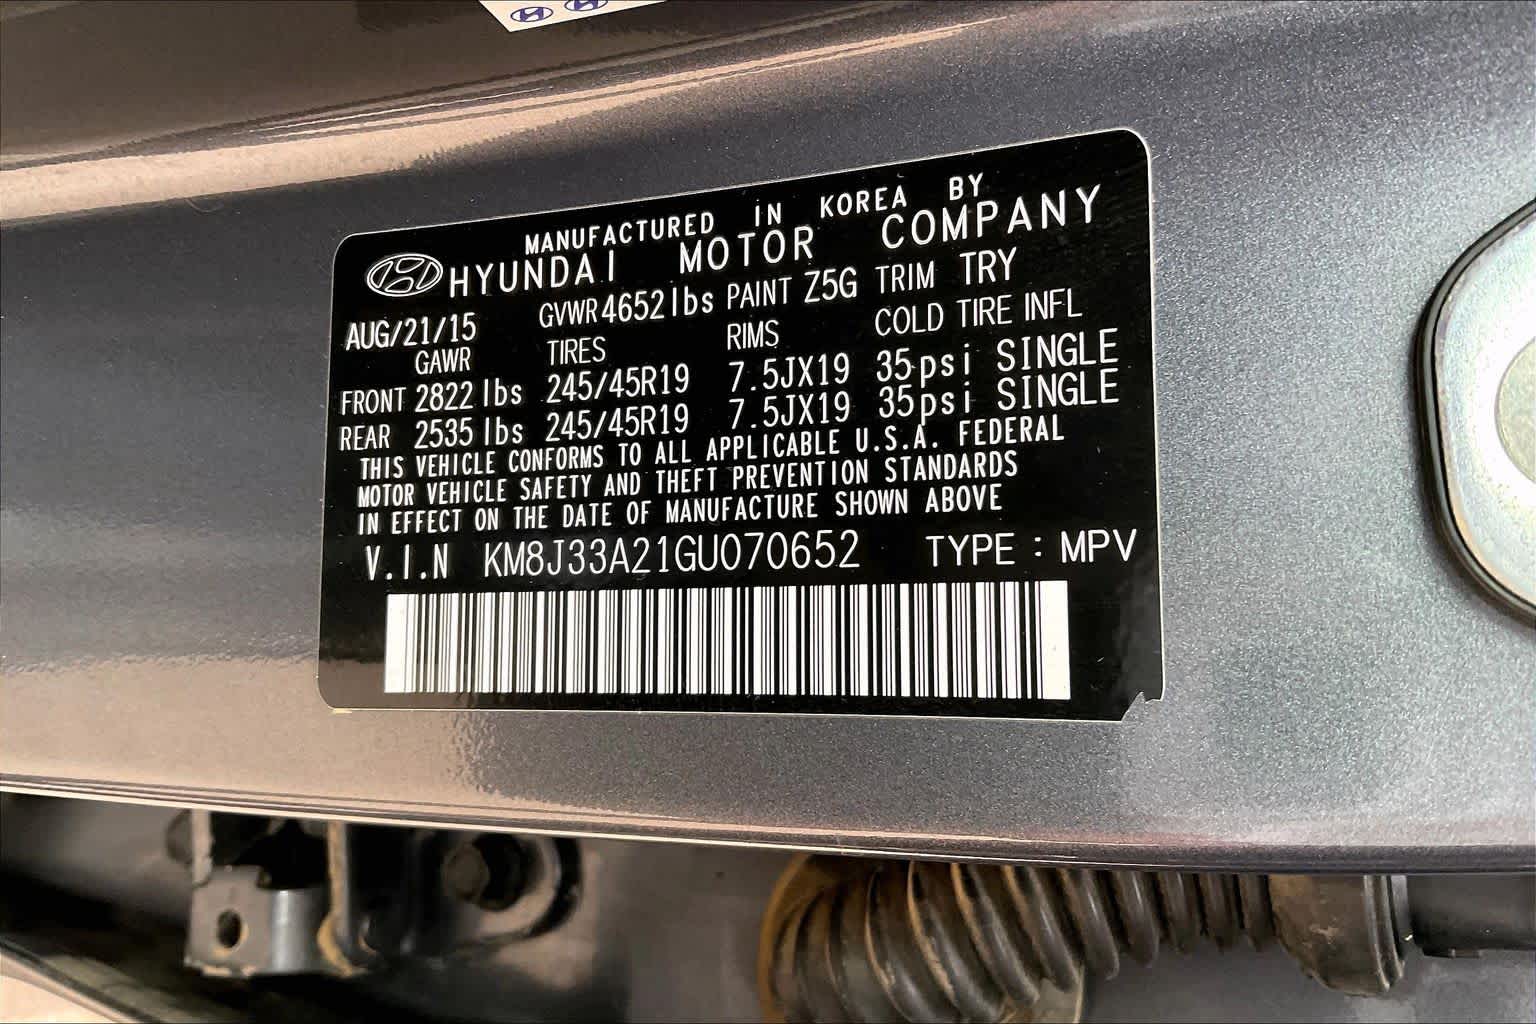 MANUFACTURED IN KOREA BY
HYUNDAI MOTOR COMPANY
AUG/21/15 GVWR 4652lbs PAINT Z5G TRIM TRY
GAWR TIRES RIMS COLD TIRE INFL
FRONT 2822 lbs 245/45R19 7.5JX19 35psi SINGLE
REAR 2535 lbs 245/45R19 7.5JX19 35psi SINGLE
THIS VEHICLE CONFORMS TO ALL APPLICABLE U.S.A. FEDERAL
MOTOR VEHICLE SAFETY AND THEFT PREVENTION STANDARDS
IN EFFECT ON THE DATE OF MANUFACTURE SHOWN ABOVE
V.I.N KM8J33A21GU070652 TYPE : MPV